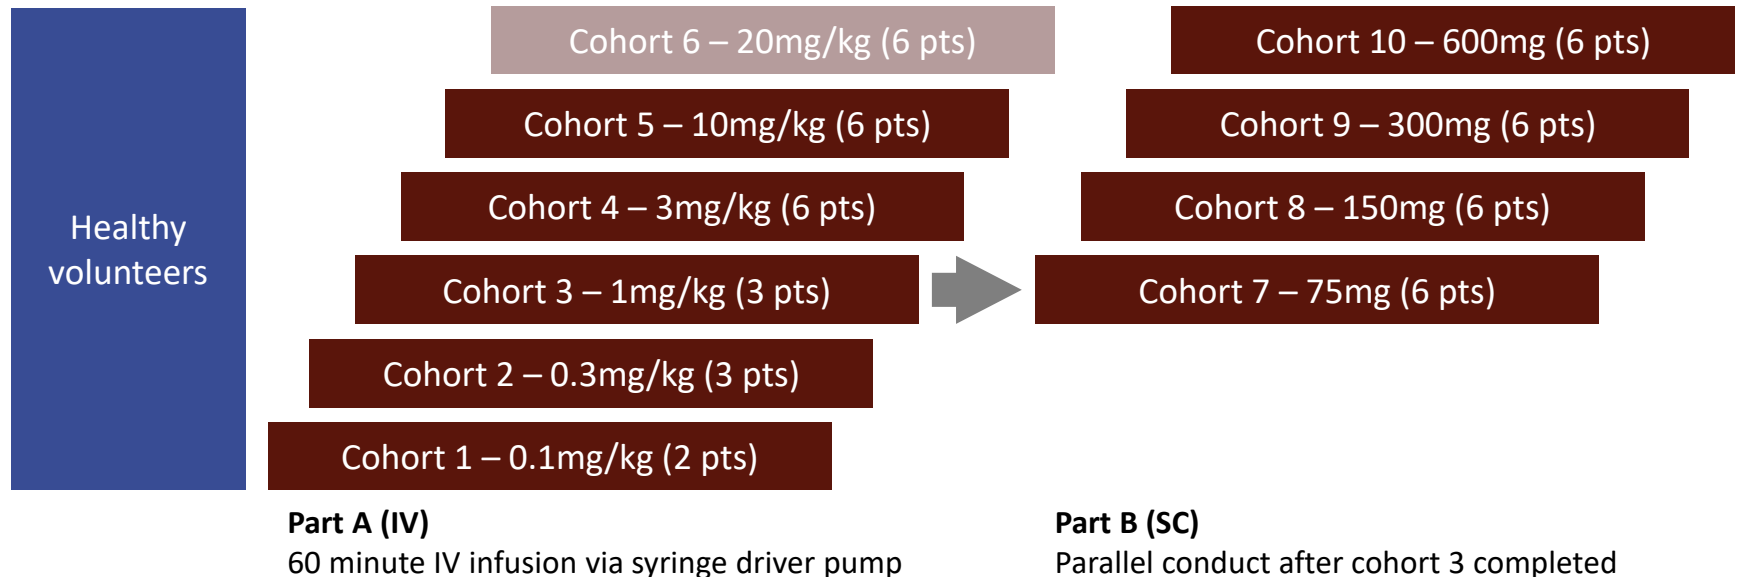 Healthy
volunteers
Cohort 6 – 20mg/kg (6 pts)
Cohort 5 – 10mg/kg (6 pts)
Cohort 4 – 3mg/kg (6 pts)
Cohort 3 – 1mg/kg (3 pts)
Cohort 2 – 0.3mg/kg (3 pts)
Cohort 1 – 0.1mg/kg (2 pts)
Part A (IV)
60 minute IV infusion via syringe driver pump
Cohort 10 – 600mg (6 pts)
Cohort 9 – 300mg (6 pts)
Cohort 8 – 150mg (6 pts)
Cohort 7 – 75mg (6 pts)
Part B (SC)
Parallel conduct after cohort 3 completed